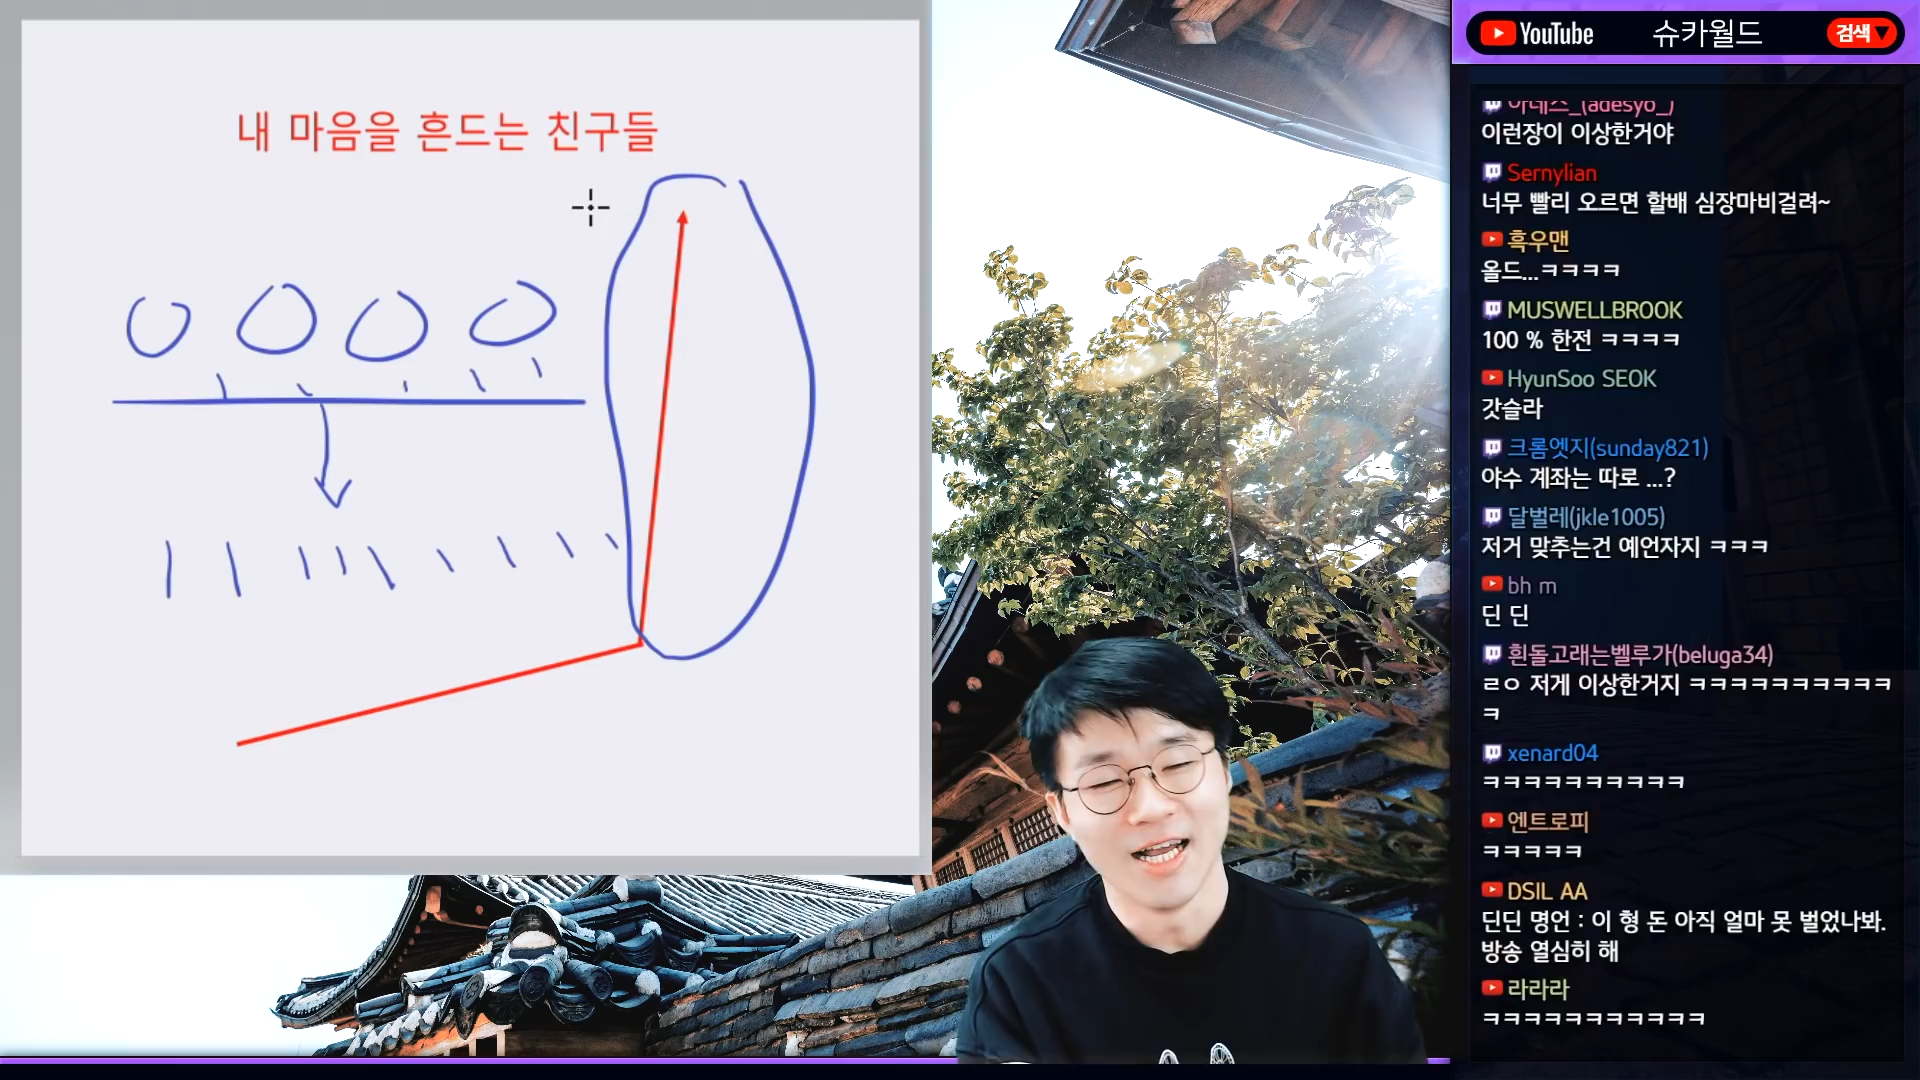 내 마음을 흔드는 친구들
YouTube 슈카월드 검색▼
(adesyo_)
이런장이 이상한거야
Sernylian
너무 빨리 오르면 할배 심장마비걸려~
흑우맨
올드...ㅋㅋㅋㅋ
MUSWELLBROOK
100 % 한전 ㅋㅋㅋㅋ
HyunSoo SEOK
갓슬라
크롬엣지(sunday821)
야수 계좌는 따로 ...?
달벌레(jkle1005)
저거 맞추는건 예언자지 ㅋㅋㅋ
bh m
딘 딘
흰돌고래는벨루가(beluga34)
ㄹㅇ 저게 이상한거지 ㅋㅋㅋㅋㅋㅋㅋㅋㅋㅋ
ㅋ
xenard04
ㅋㅋㅋㅋㅋㅋㅋㅋㅋㅋ
엔트로피
ㅋㅋㅋㅋㅋ
DSIL AA
딘딘 명언 : 이 형 돈 아직 얼마 못 벌었나봐.
방송 열심히 해
라라라
ㅋㅋㅋㅋㅋㅋㅋㅋㅋㅋㅋ